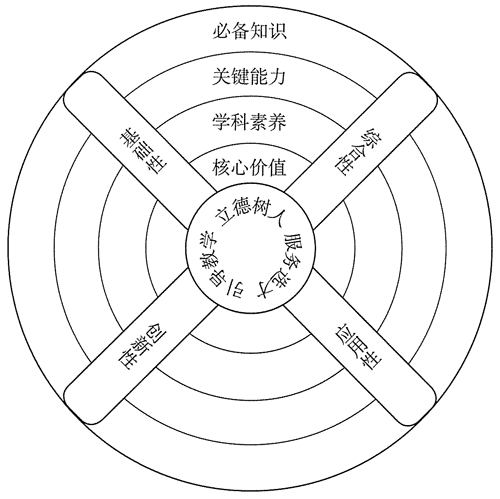 必备知识
关键能力
学科素养
核心价值
基础性
综合性
立德树人
服务选才
引导教学
创新性
应用性